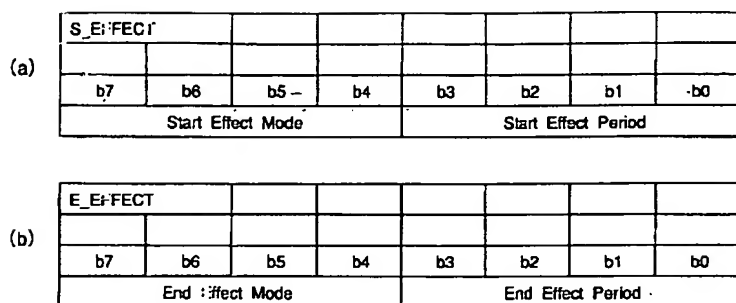 S_EFFECT
(a)
b7 b6 b5 b4 b3 b2 b1 b0
Start Effect Mode Start Effect Period
E_EFFECT
(b)
b7 b6 b5 b4 b3 b2 b1 b0
End Effect Mode End Effect Period